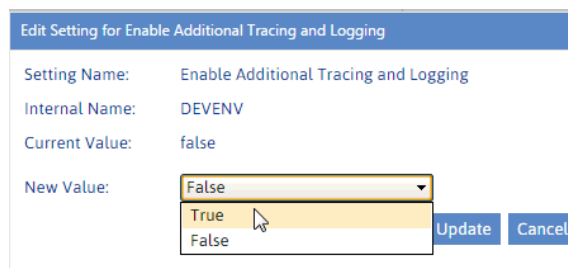 Edit Setting for Enable Additional Tracing and Logging
Setting Name: Enable Additional Tracing and Logging
Internal Name: DEVENV
Current Value: false
New Value: False
True
False
Update Cancel